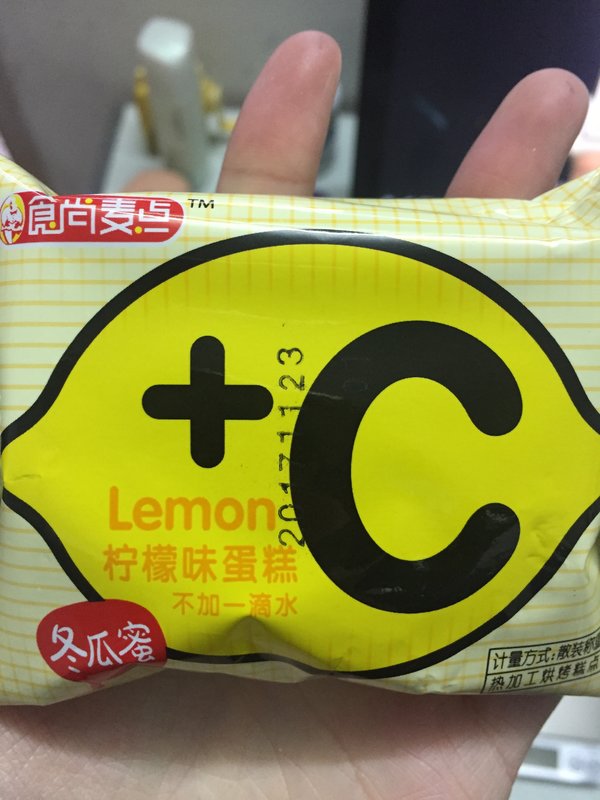 食尚麦点 TM
+C
20171123
Lemon
柠檬味蛋糕
不加一滴水
冬瓜蜜
计量方式:散装称
热加工烘烤糕点